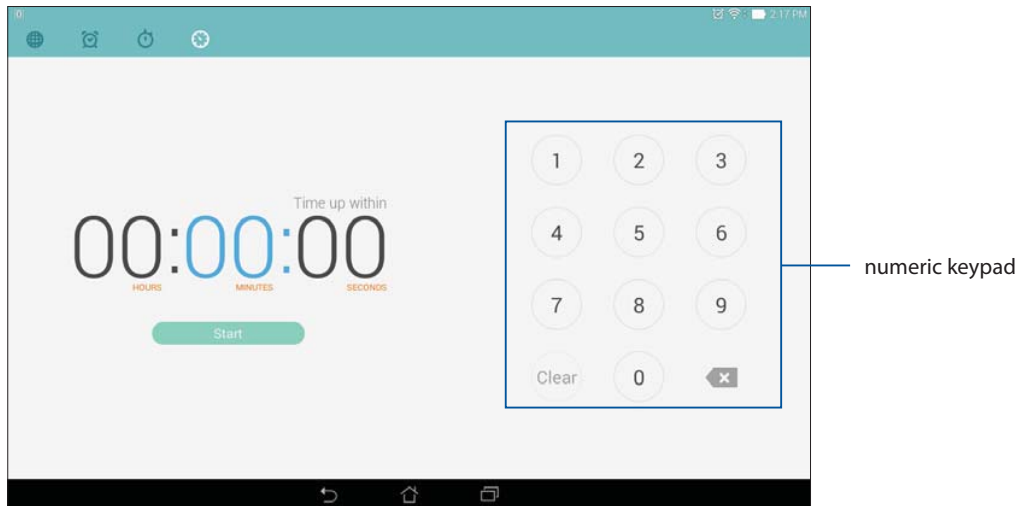 2:17 PM
Time up within
00:00:00
HOURS MINUTES SECONDS
Start
1 2 3
4 5 6
7 8 9
Clear 0
numeric keypad